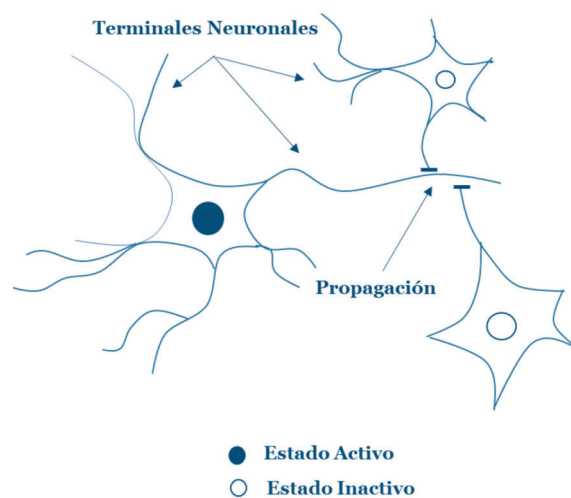 Terminales Neuronales
Propagación
Estado Activo
Estado Inactivo